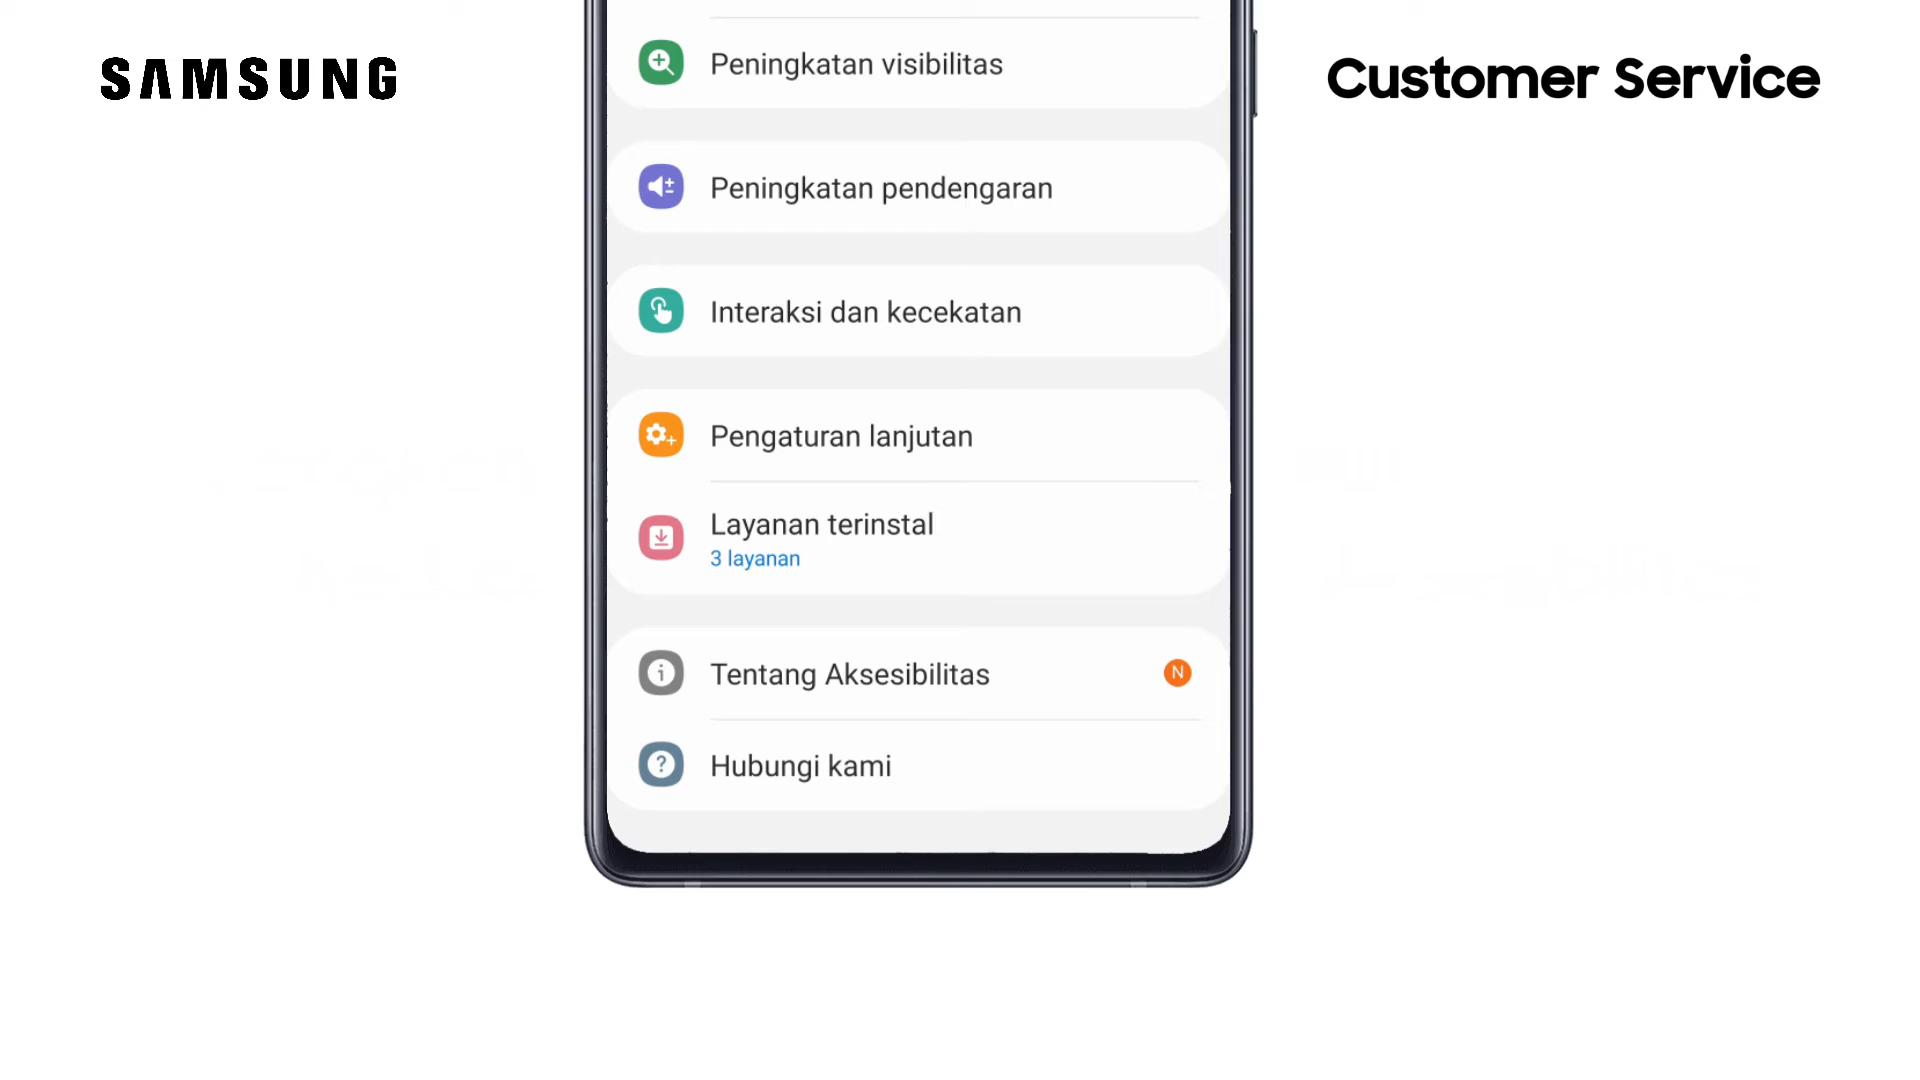 SAMSUNG
Customer Service
Peningkatan visibilitas
Peningkatan pendengaran
Interaksi dan kecekatan
Pengaturan lanjutan
Layanan terinstal
3 layanan
Tentang Aksesibilitas
N
Hubungi kami